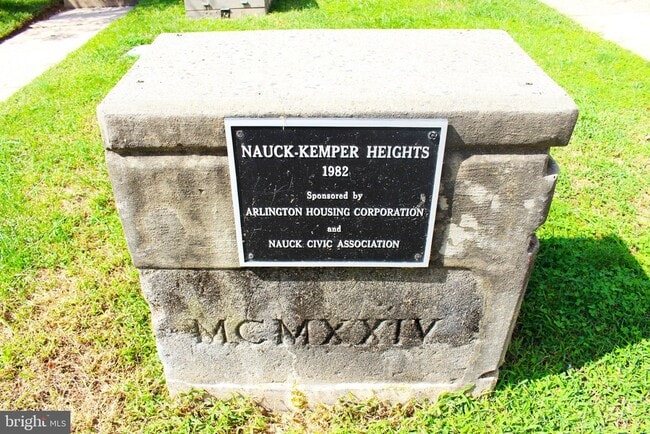 NAUCK-KEMPER HEIGHTS
1982
Sponsored by
ARLINGTON HOUSING CORPORATION
and
NAUCK CIVIC ASSOCIATION
MCMXXIV
bright MLS